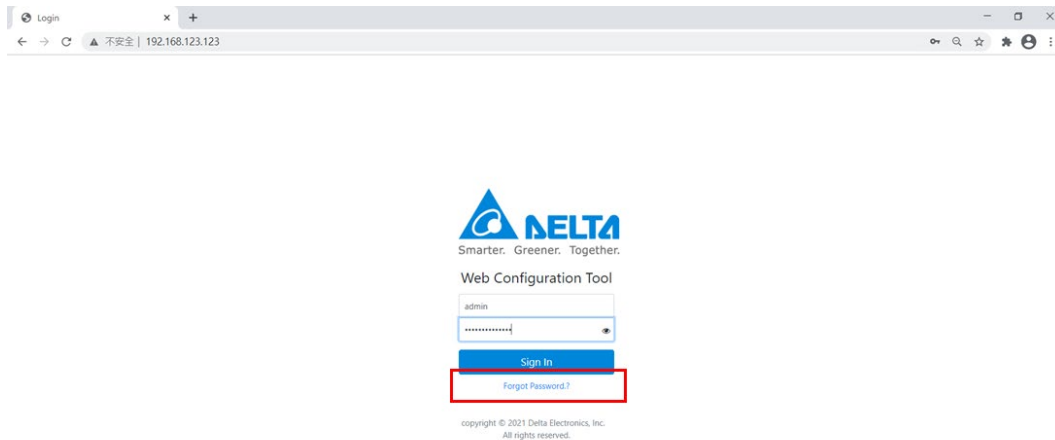 Login
不安全 | 192.168.123.123
DELTA
Smarter. Greener. Together.
Web Configuration Tool
admin
Sign In
Forgot Password.?
copyright © 2021 Delta Electronics, Inc.
All rights reserved.